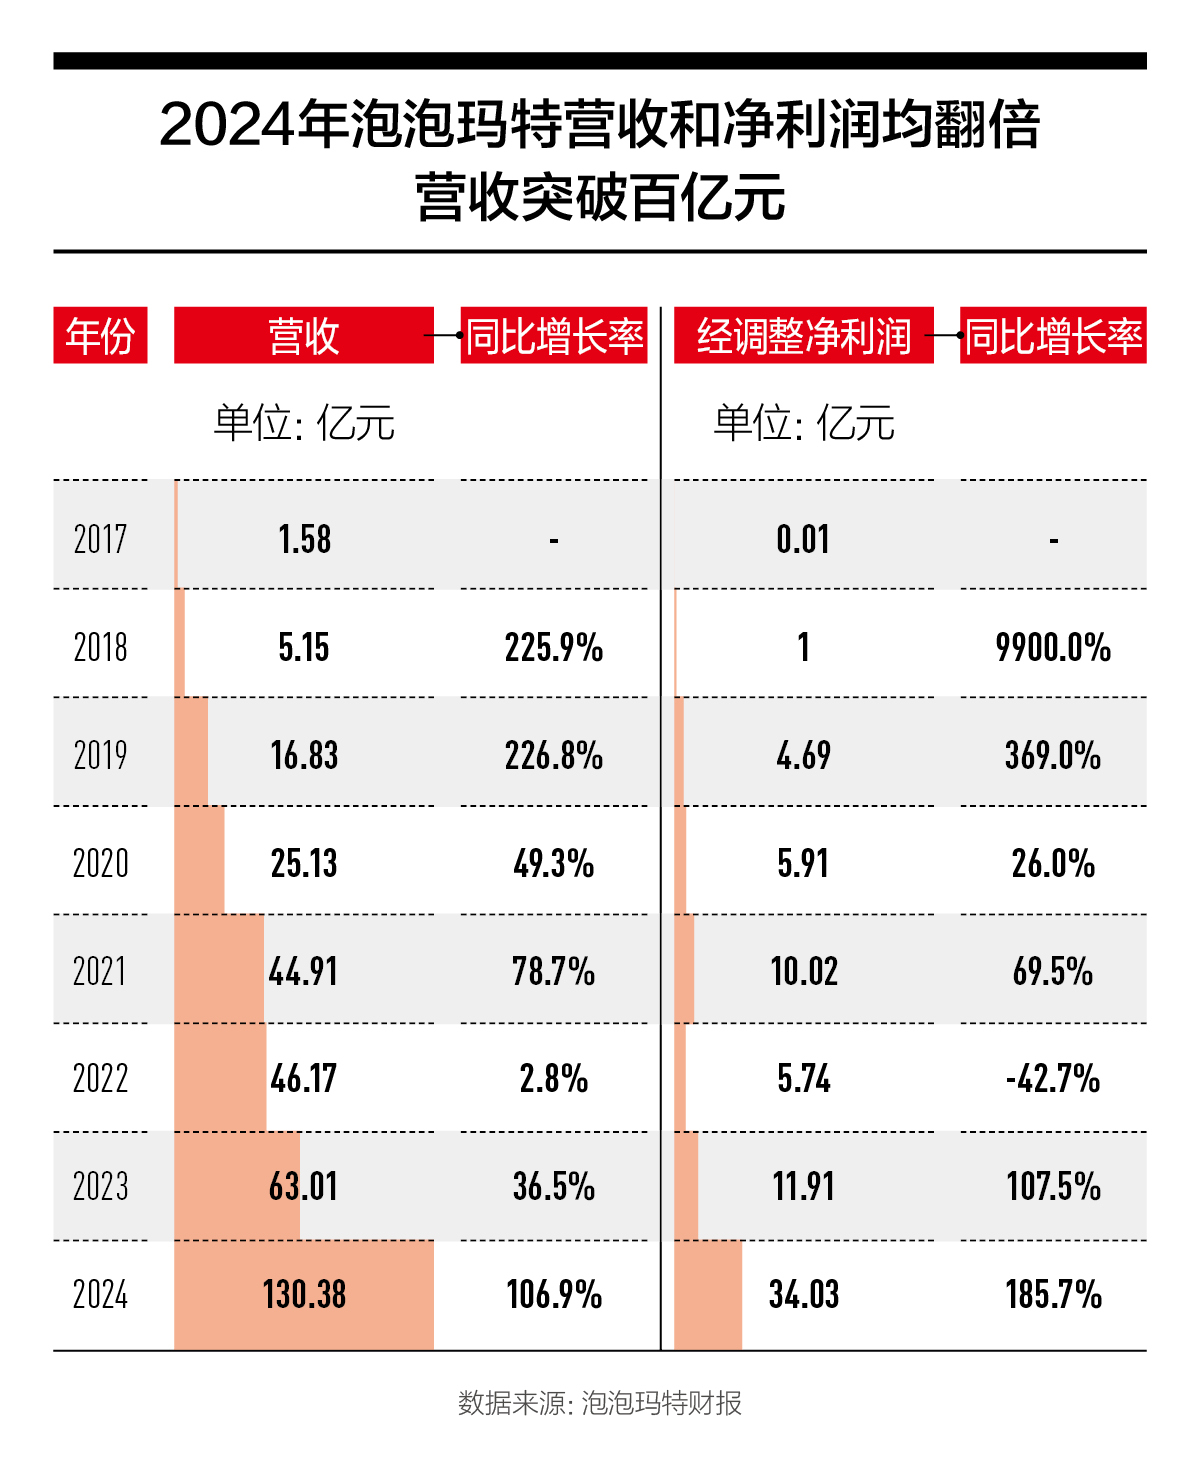 2024年泡泡玛特营收和净利润均翻倍
营收突破百亿元
年份 营收 同比增长率 经调整净利润 同比增长率
单位：亿元 单位：亿元
2017 1.58 - 0.01 -
2018 5.15 225.9% 1 9900.0%
2019 16.83 226.8% 4.69 369.0%
2020 25.13 49.3% 5.91 26.0%
2021 44.91 78.7% 10.02 69.5%
2022 46.17 2.8% 5.74 -42.7%
2023 63.01 36.5% 11.91 107.5%
2024 130.38 106.9% 34.03 185.7%
数据来源：泡泡玛特财报